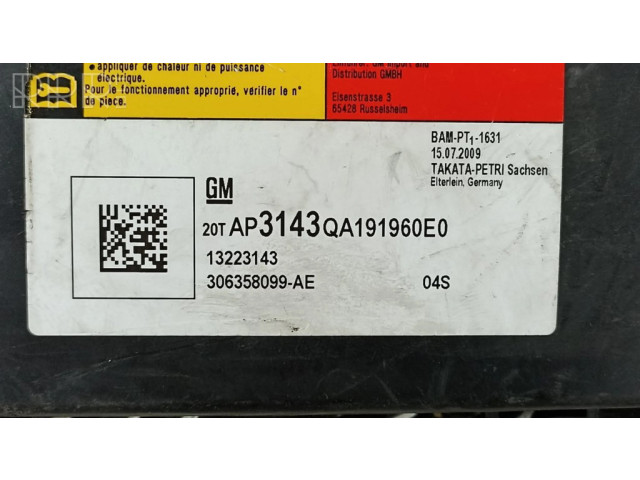 • appliquer de chaleur ni de puissance
électrique.
Pour le fonctionnement approprié, vérifier le n°
de piece.
Distribution GMBH
Eisenstrasse 3
65428 Russelsheim
BAM-PT1-1631
15.07.2009
TAKATA-PETRI Sachsen
Elterlein, Germany
GM
20T AP3143QA191960E0
13223143
306358099-AE 04S